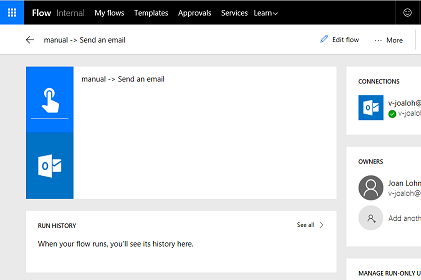 Flow Internal My flows Templates Approvals Services Learn
manual -> Send an email Edit flow ... More
manual -> Send an email
CONNECTIONS
v-joaloh@
v-joaloh@
OWNERS
Joan Lohn
v-joaloh@
Add anoth
RUN HISTORY See all
When your flow runs, you'll see its history here.
MANAGE RUN-ONLY U